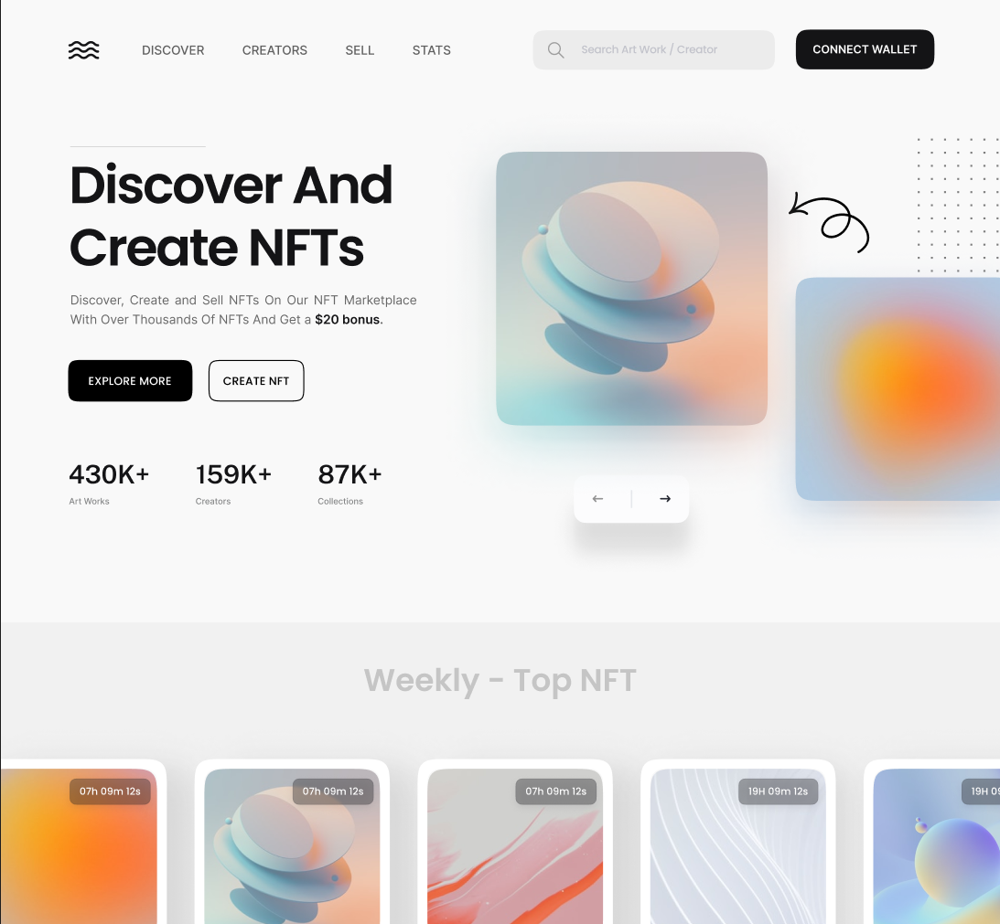 DISCOVER CREATORS SELL STATS Search Art Work / Creator CONNECT WALLET
Discover And
Create NFTs
Discover, Create and Sell NFTs On Our NFT Marketplace
With Over Thousands Of NFTs And Get a $20 bonus.
EXPLORE MORE CREATE NFT
430K+ 159K+ 87K+
Art Works Creators Collections
Weekly - Top NFT
07h 09m 12s 07h 09m 12s 07h 09m 12s 19H 09m 12s 19H